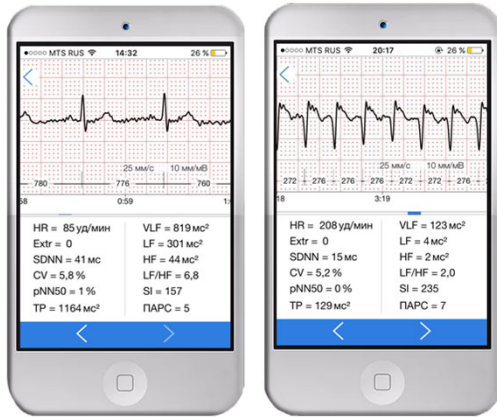 MTS RUS 14:32 26 %
25 мм/с 10 мм/мВ
780 776 760
0:59
HR = 85 уд/мин
Extr = 0
SDNN = 41 мс
CV = 5,8 %
pNN50 = 1 %
TP = 1164 мс²
VLF = 819 мс²
LF = 301 мс²
HF = 44 мс²
LF/HF = 6,8
SI = 157
ПАРС = 5
MTS RUS 20:17 26 %
25 мм/с 10 мм/мВ
272 276 276 272 272 276 276
18 3:19
HR = 208 уд/мин
Extr = 0
SDNN = 15 мс
CV = 5,2 %
pNN50 = 0 %
TP = 129 мс²
VLF = 123 мс²
LF = 4 мс²
HF = 2 мс²
LF/HF = 2,0
SI = 235
ПАРС = 7